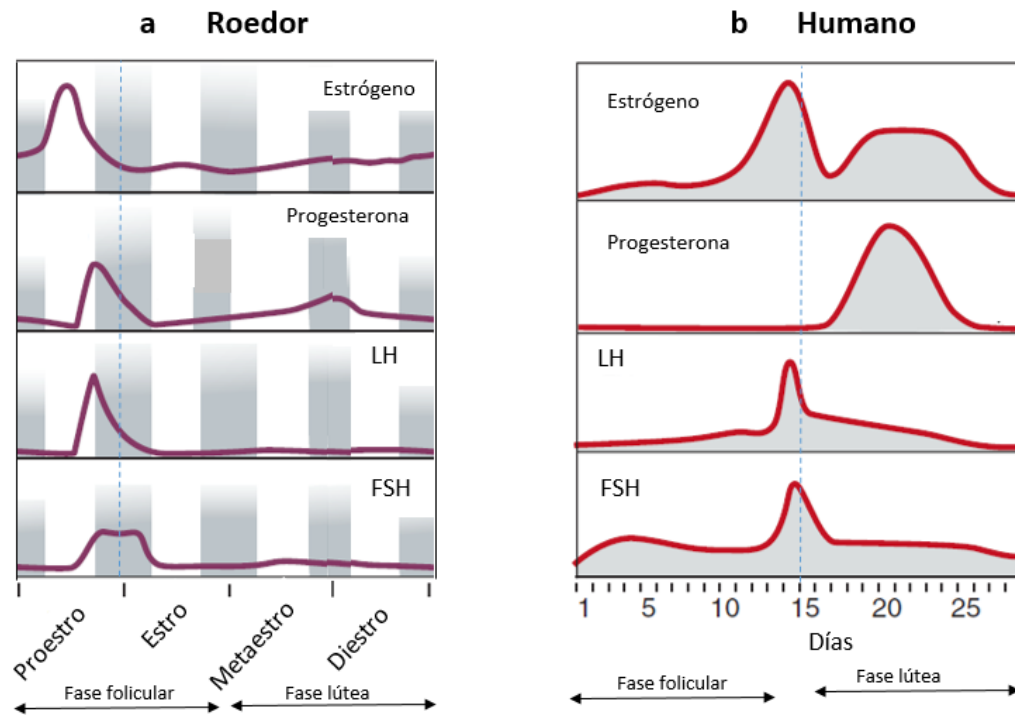 a Roedor
Estrógeno
Progesterona
LH
FSH
Proestro
Estro
Metaestro
Diestro
Fase folicular
Fase lútea
b Humano
Estrógeno
Progesterona
LH
FSH
1 5 10 15 20 25
Días
Fase folicular
Fase lútea